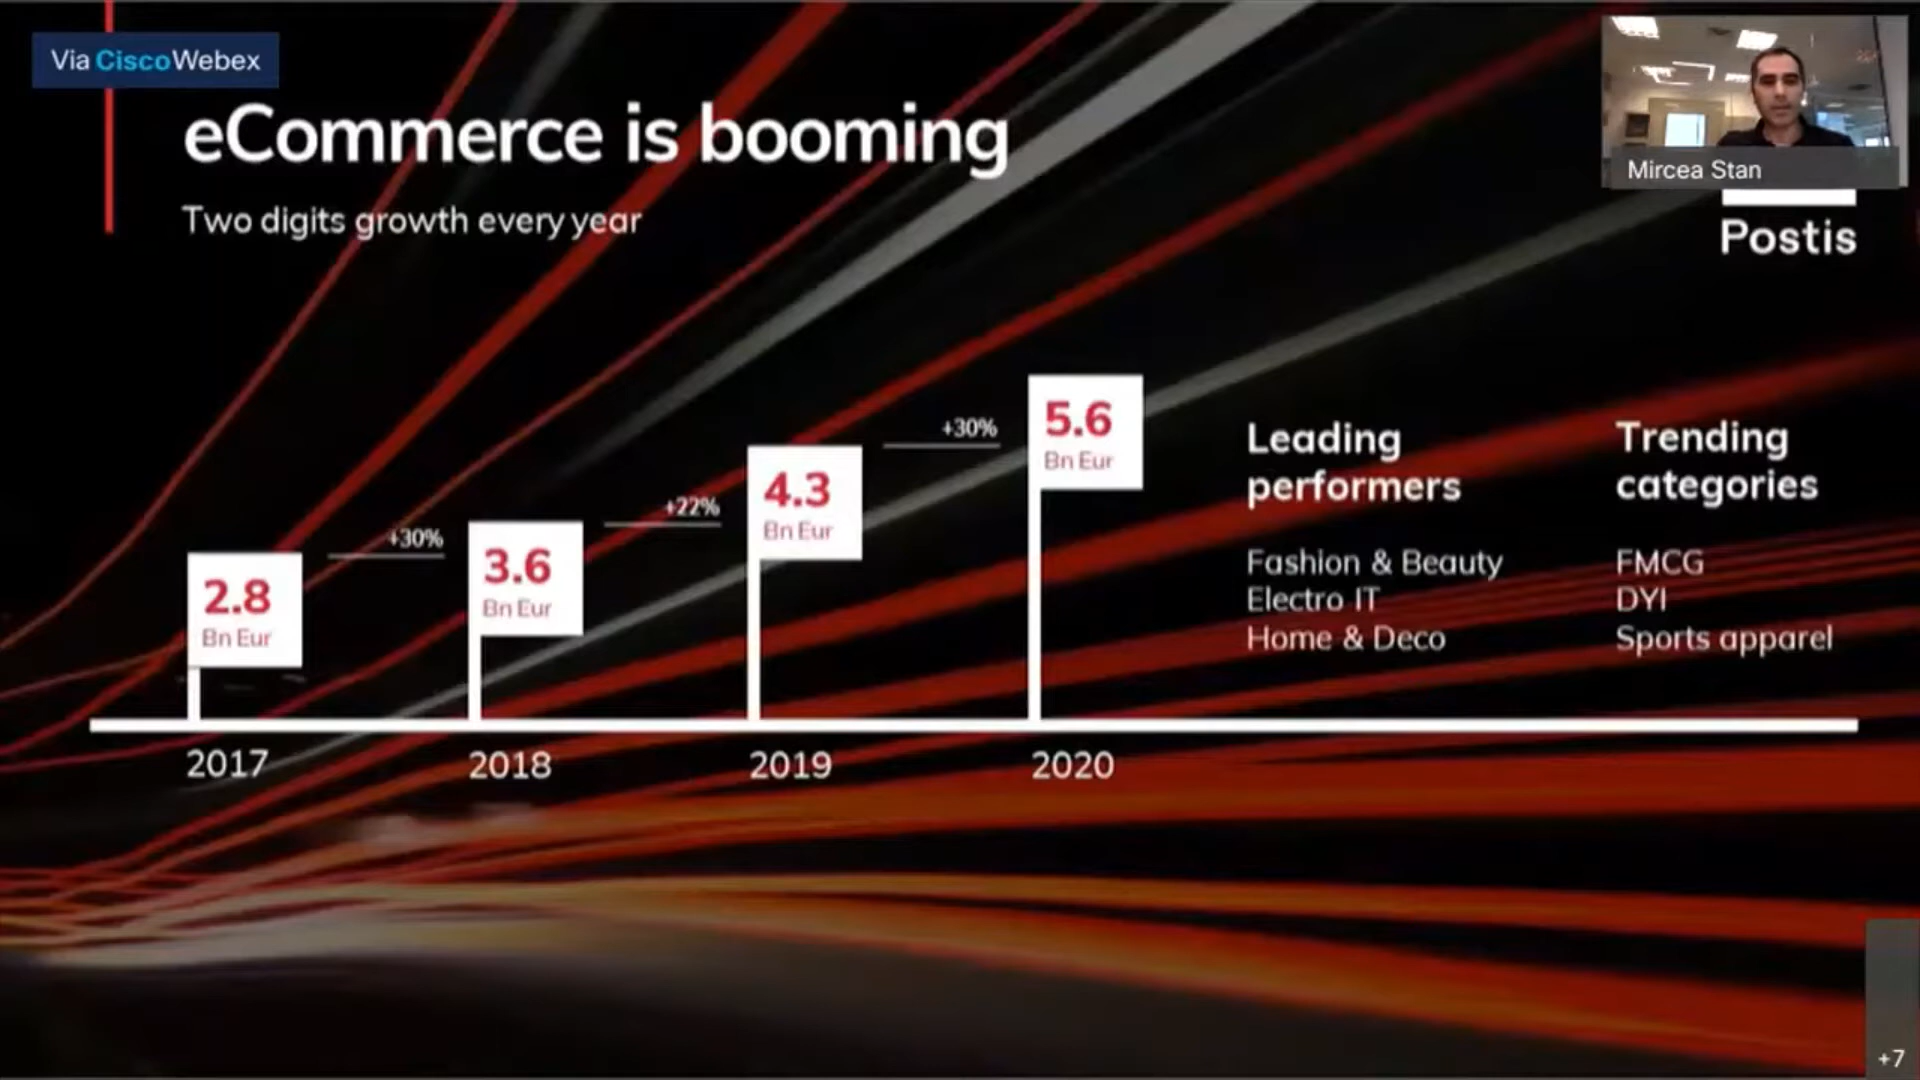 Via CiscoWebex
eCommerce is booming
Two digits growth every year
Mircea Stan
Postis
2.8
Bn Eur
+30%
3.6
Bn Eur
+22%
4.3
Bn Eur
+30%
5.6
Bn Eur
2017
2018
2019
2020
Leading
performers
Fashion & Beauty
Electro IT
Home & Deco
Trending
categories
FMCG
DYI
Sports apparel
+7